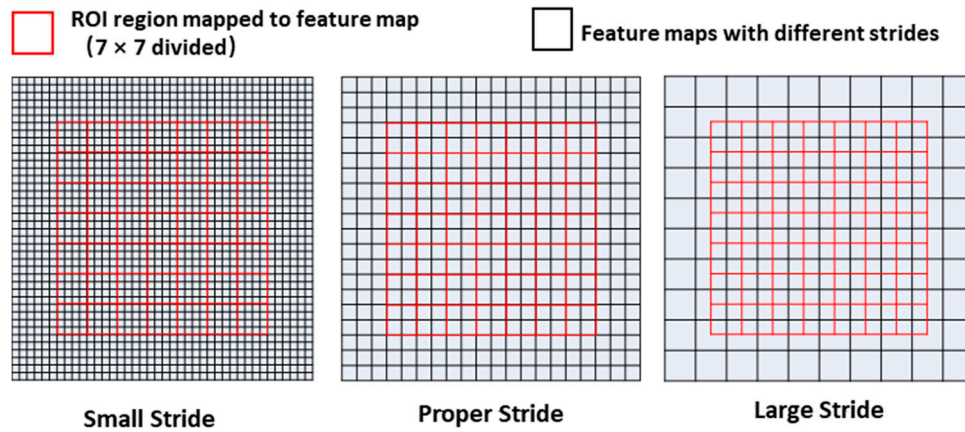 ROI region mapped to feature map
(7 × 7 divided)
Feature maps with different strides
Small Stride
Proper Stride
Large Stride